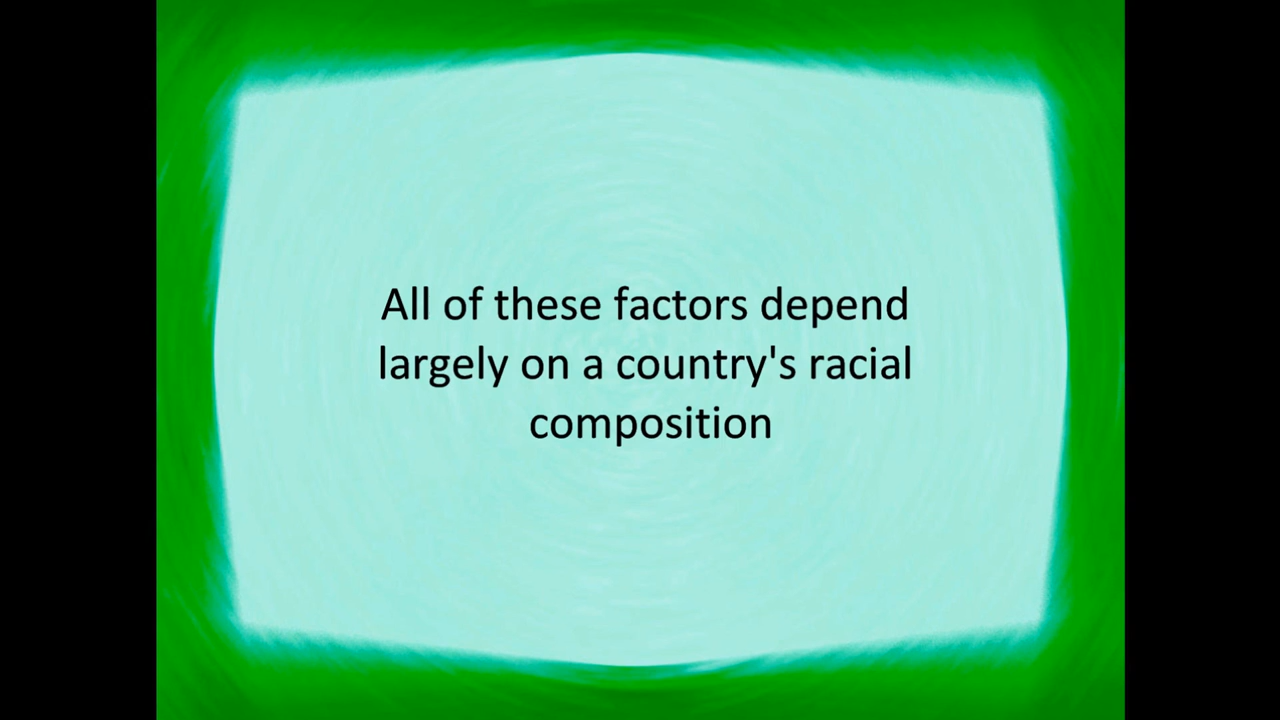 All of these factors depend
largely on a country's racial
composition